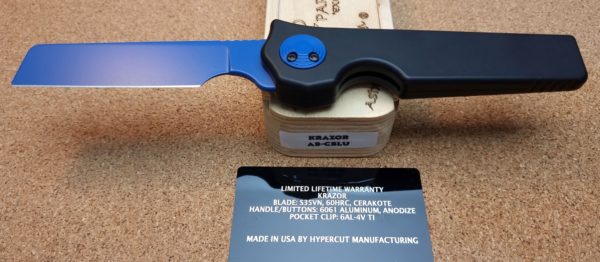 KRAZOR
AB-CBLU
LIMITED LIFETIME WARRANTY
KRAZOR
BLADE: S35VN, 60HRC, CERAKOTE
HANDLE/BUTTONS: 6061 ALUMINUM, ANODIZE
POCKET CLIP: 6AL-4V TI
MADE IN USA BY HYPERCUT MANUFACTURING